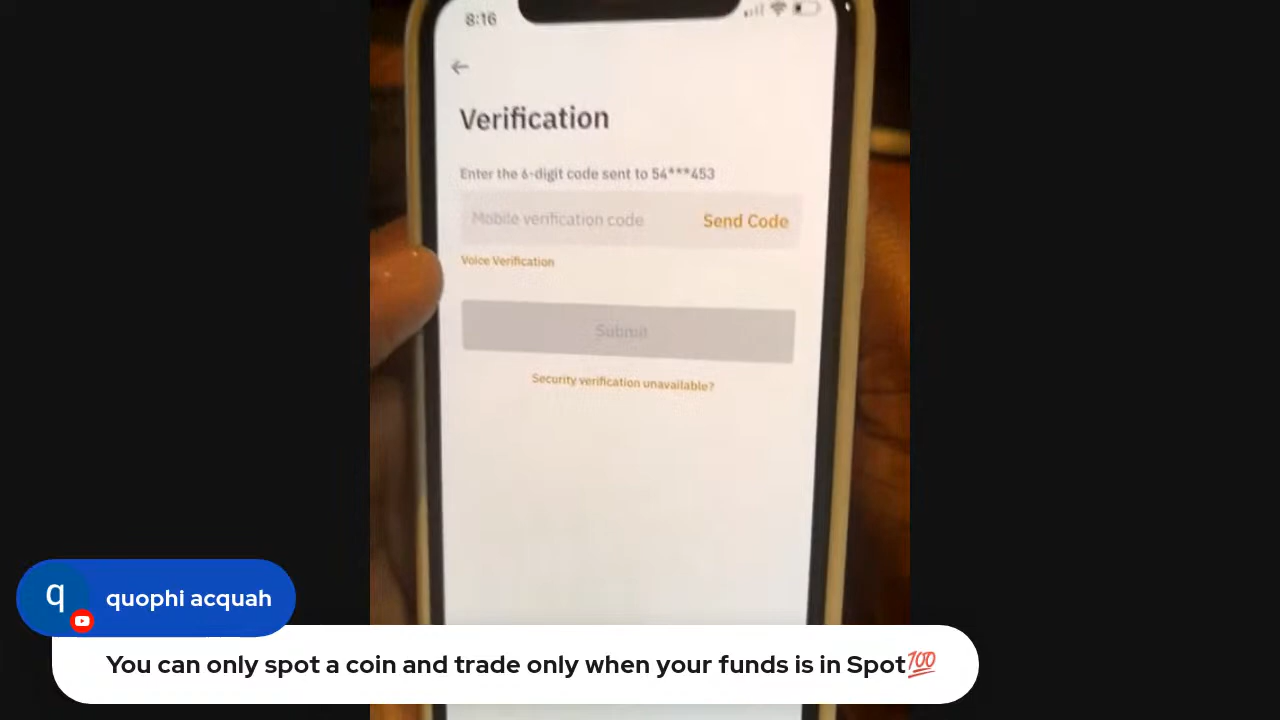 8:16
Verification
Enter the 6-digit code sent to 54***453
Mobile verification code
Send Code
Voice Verification
Submit
Security verification unavailable?
q
quophi acquah
You can only spot a coin and trade only when your funds is in Spot💯